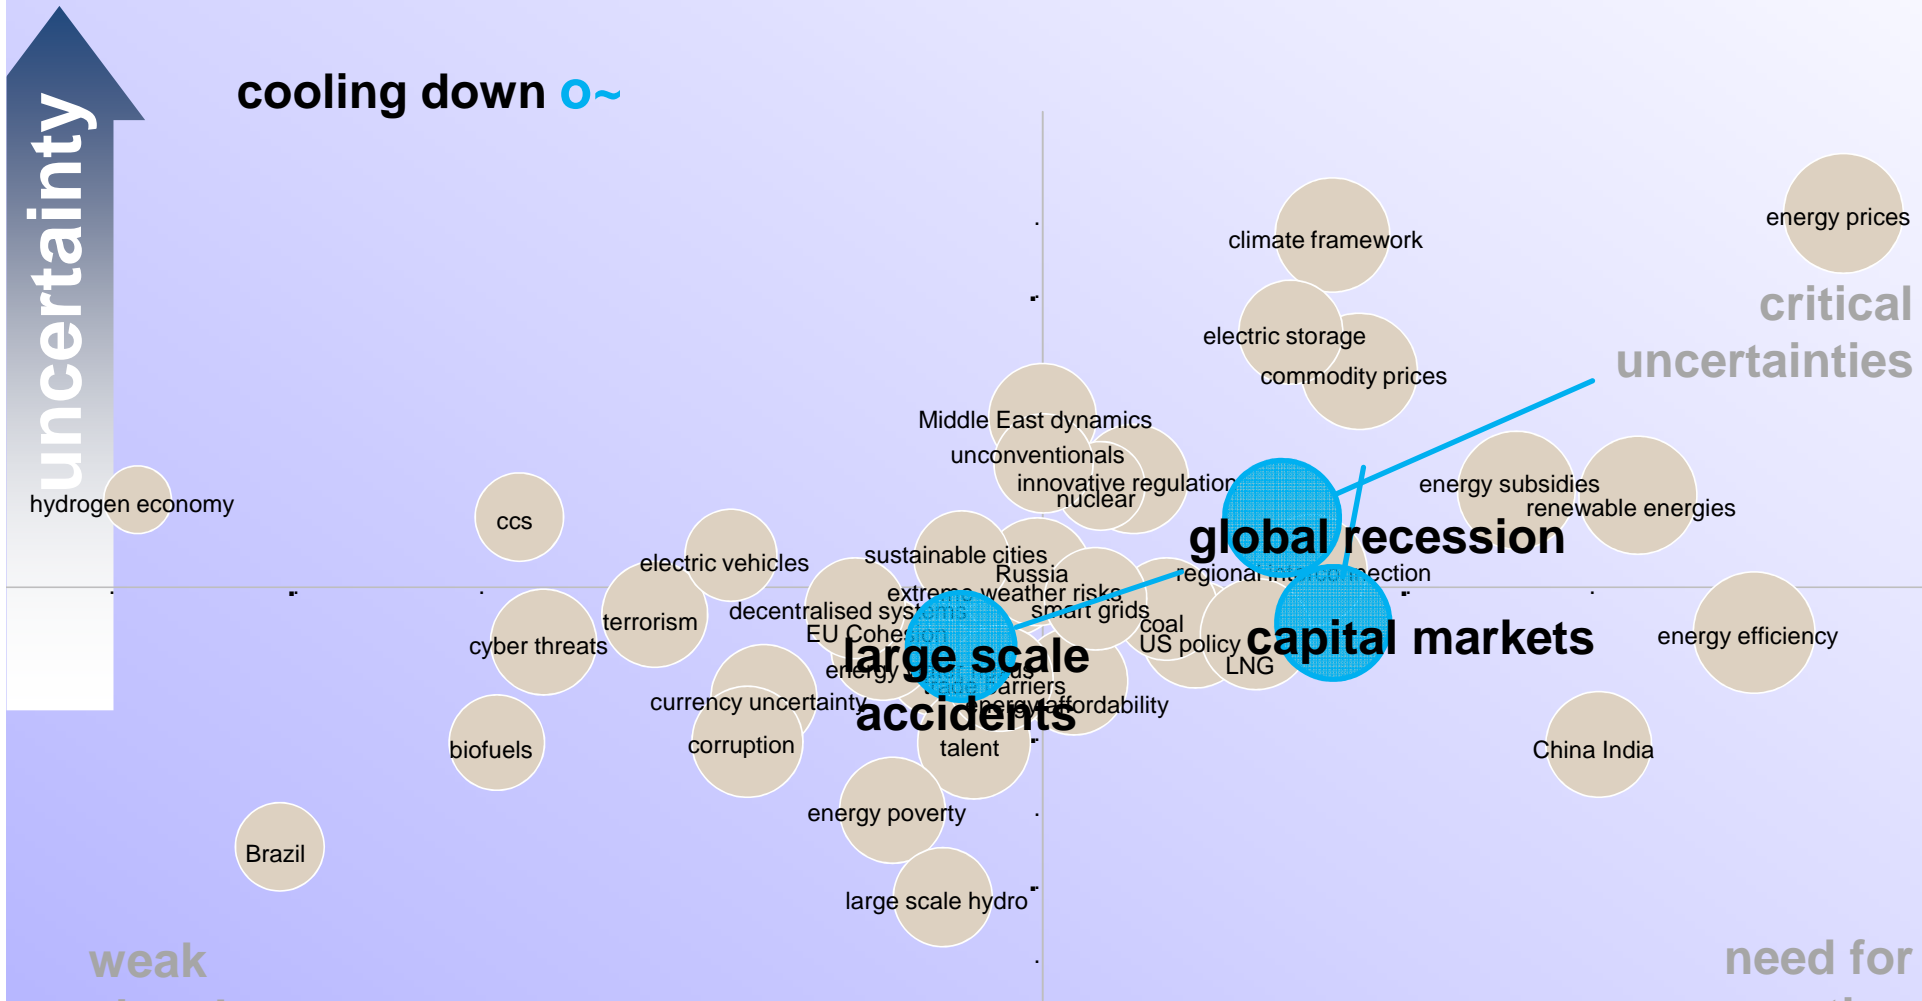 uncertainty
cooling down o~
energy prices
climate framework
critical
uncertainties
electric storage
commodity prices
Middle East dynamics
unconventionals
innovative regulation
nuclear
energy subsidies
renewable energies
hydrogen economy
ccs
global recession
sustainable cities
electric vehicles
Russia
regional interconnection
extreme weather risks
decentralised systems
smart grids
terrorism
coal
EU Cohesion
US policy
capital markets
energy efficiency
cyber threats
large scale
accidents
LNG
energy
trade barriers
currency uncertainty
energy affordability
corruption
talent
biofuels
China India
energy poverty
Brazil
large scale hydro
weak
need for